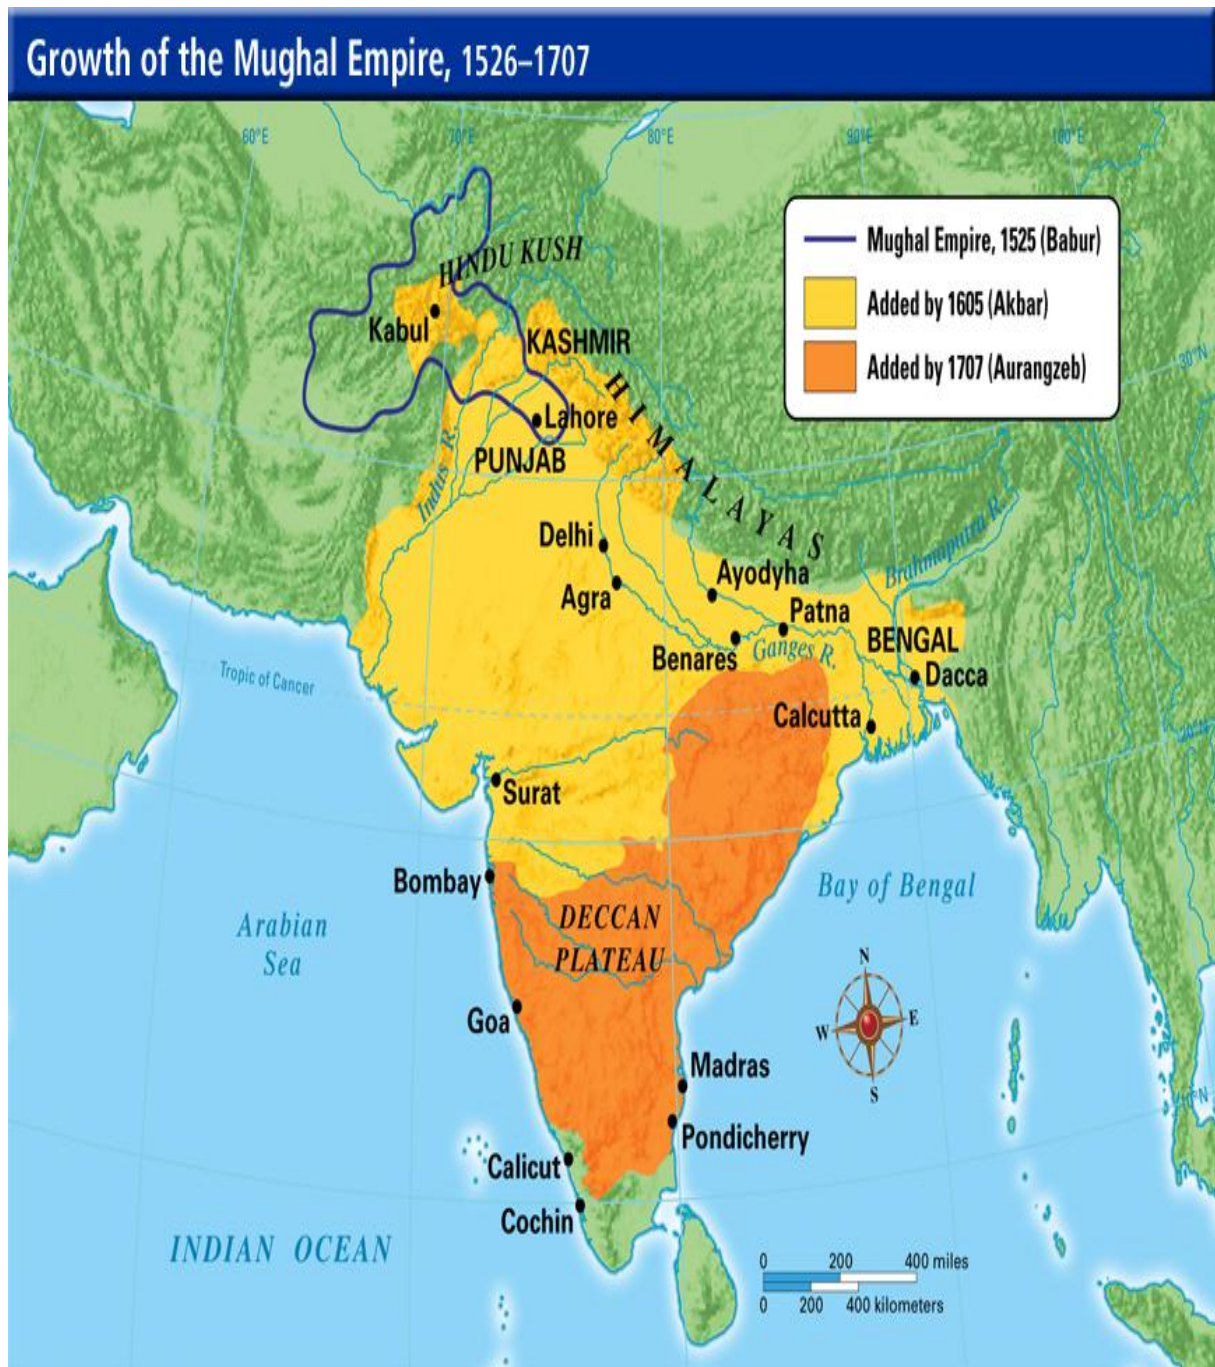 Growth of the Mughal Empire, 1526–1707
60°E
70°E
80°E
90°E
100°E
Mughal Empire, 1525 (Babur)
Added by 1605 (Akbar)
Added by 1707 (Aurangzeb)
HINDU KUSH
Kabul
KASHMIR
30°N
HIMALAYAS
Lahore
PUNJAB
Indus R.
Delhi
Brahmaputra R.
Ayodyha
Agra
Patna
BENGAL
Benares
Ganges R.
Dacca
Tropic of Cancer
Calcutta
20°N
Surat
Bombay
Bay of Bengal
DECCAN
PLATEAU
Arabian
Sea
N
W
E
S
Goa
Madras
10°N
Pondicherry
Calicut
Cochin
INDIAN OCEAN
0 200 400 miles
0 200 400 kilometers